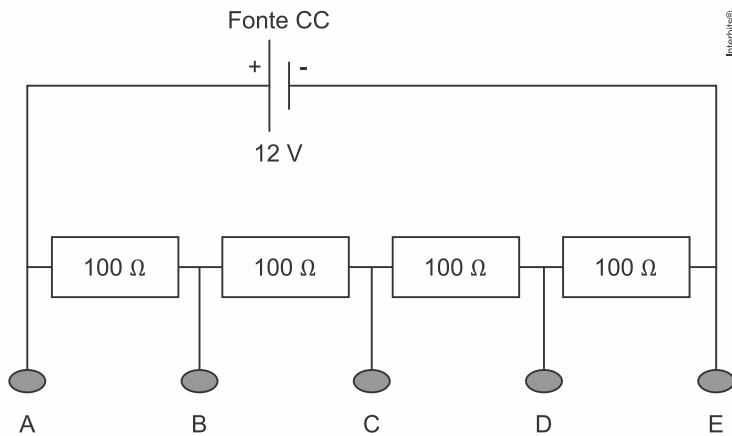 Fonte CC
Interbits®
+ -
12 V
100 Ω 100 Ω 100 Ω 100 Ω
A B C D E